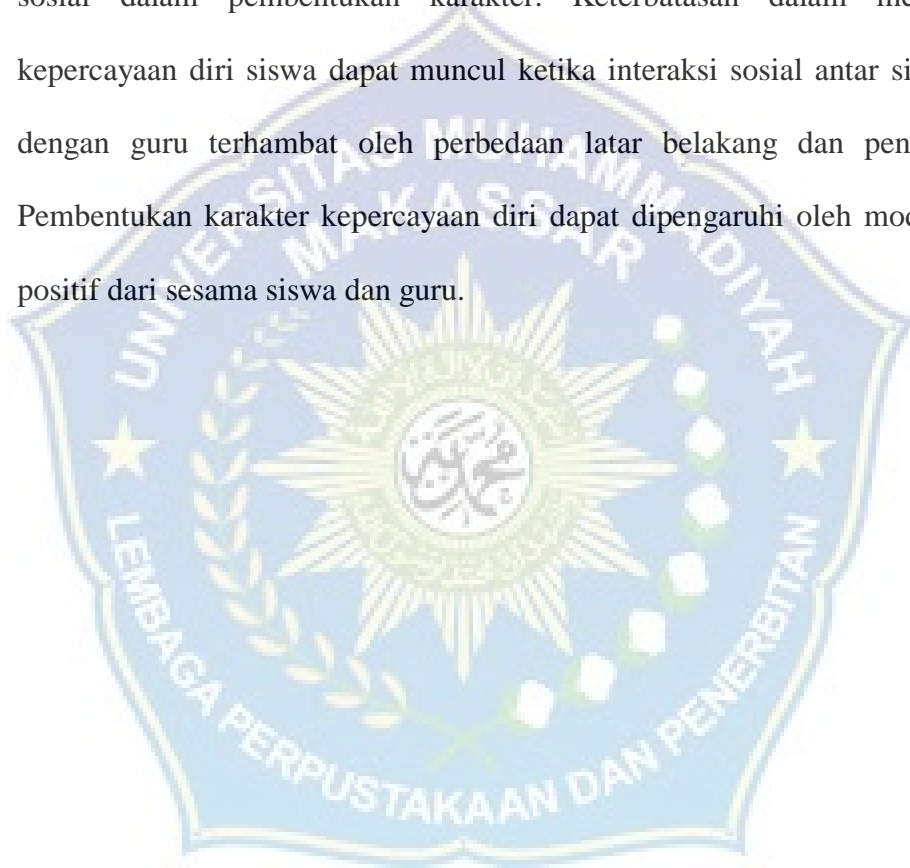 sosial dalam pembentukan karakter. Keterbatasan dalam me
kepercayaan diri siswa dapat muncul ketika interaksi sosial antar si
dengan guru terhambat oleh perbedaan latar belakang dan pen
Pembentukan karakter kepercayaan diri dapat dipengaruhi oleh mo
positif dari sesama siswa dan guru.
UNIVERSITAS MUHAMMADIYAH
MAKASSAR
LEMBAGA PERPUSTAKAAN DAN PENERBITAN